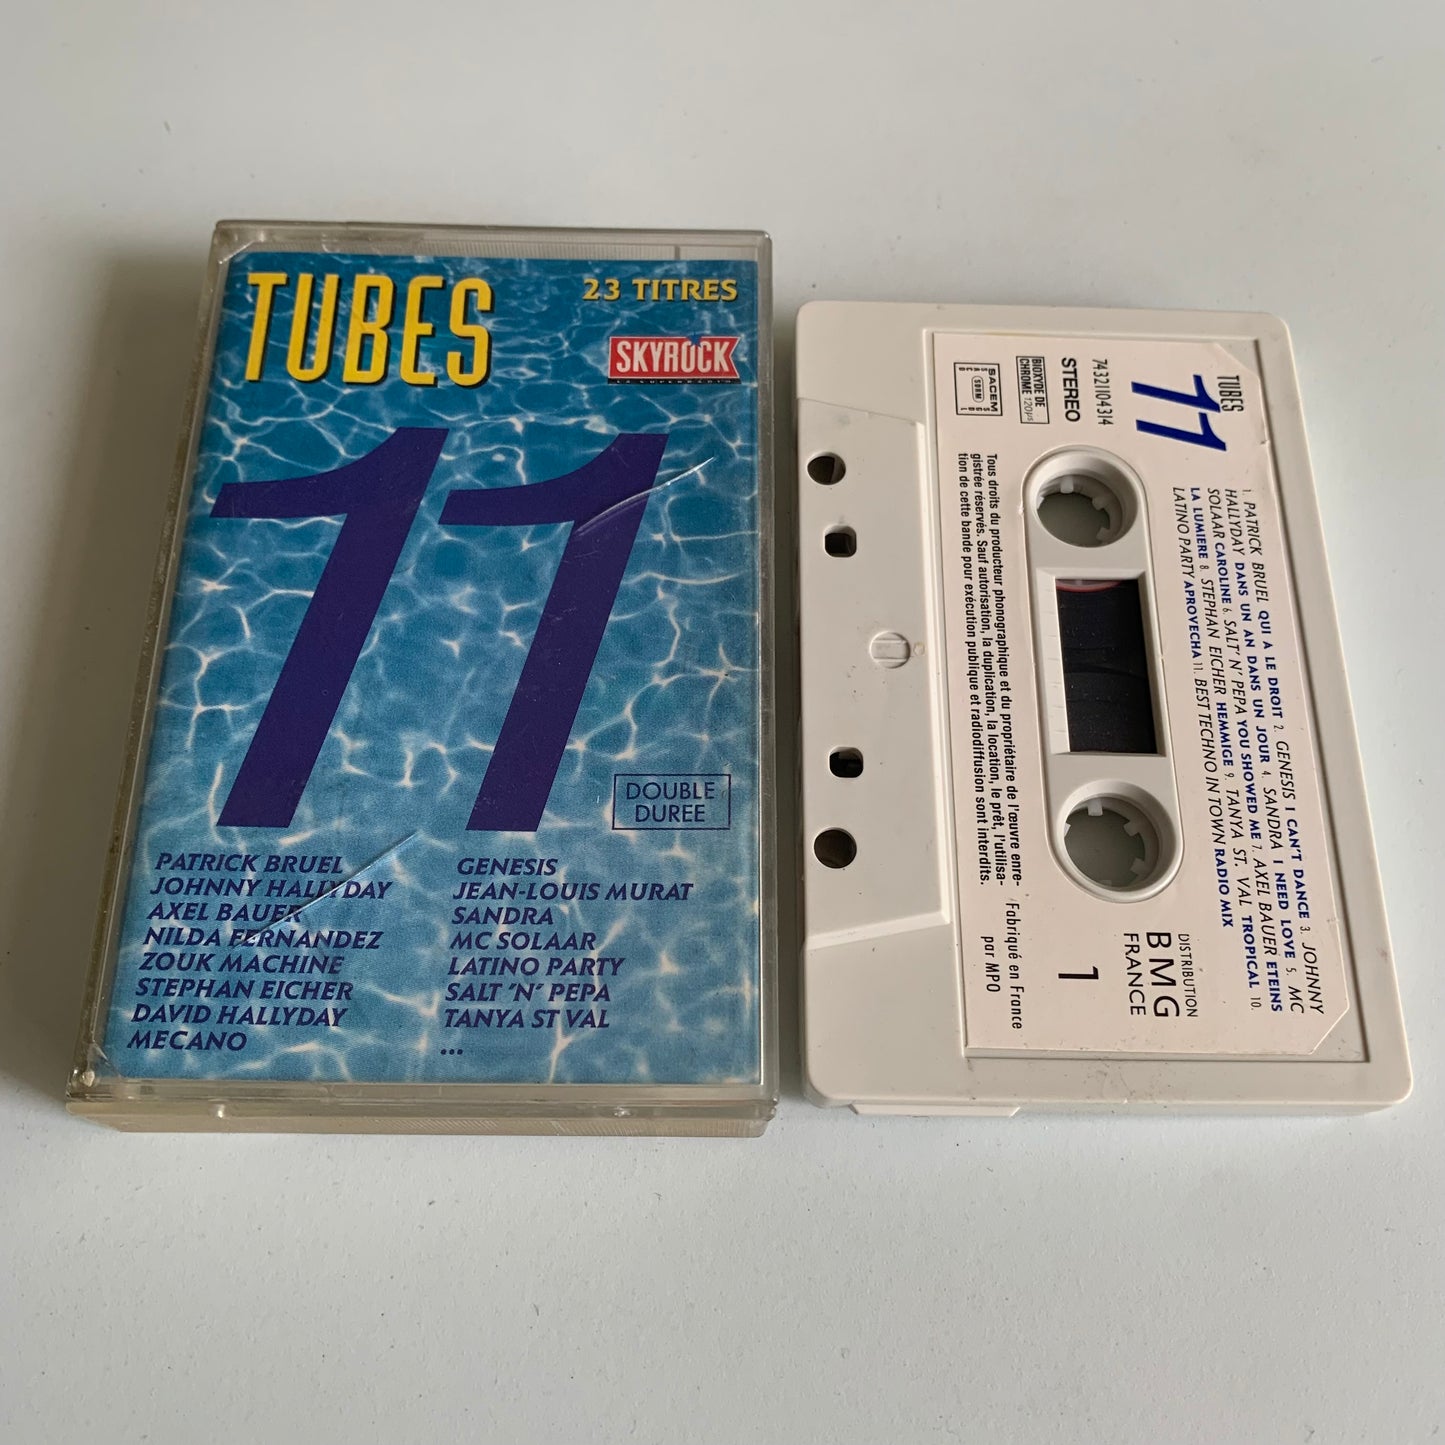 TUBES
23 TITRES
SKYROCK
11
DOUBLE
DUREE
PATRICK BRUEL
JOHNNY HALLYDAY
AXEL BAUER
NILDA FERNANDEZ
ZOUK MACHINE
STEPHAN EICHER
DAVID HALLYDAY
MECANO
GENESIS
JEAN-LOUIS MURAT
SANDRA
MC SOLAAR
LATINO PARTY
SALT 'N' PEPA
TANYA ST VAL
...
TUBES
11
1. PATRICK BRUEL QUI A LE DROIT 2. GENESIS I CAN'T DANCE 3. JOHNNY
HALLYDAY DANS UN AN DANS UN JOUR 4. SANDRA I NEED LOVE 5. MC
SOLAAR CAROLINE 6. SALT' N' PEPA YOU SHOWED ME 7. AXEL BAUER ETEINS
LA LUMIERE 8. STEPHAN EICHER HEMMIGE 9. TANYA ST. VAL TROPICAL 10.
LATINO PARTY APROVECHA 11. BEST TECHNO IN TOWN RADIO MIX
74321104314
STEREO
BIOXYDE DE
CHROME 120µs
SACEM
SDRM
DISTRIBUTION
BMG
FRANCE
1
Tous droits du producteur phonographique et du propriétaire de l'œuvre enre-
gistrée réservés. Sauf autorisation, la duplication, la location, le prêt, l'utilisa-
tion de cette bande pour exécution publique et radiodiffusion sont interdits.
Fabriqué en France
par MPO